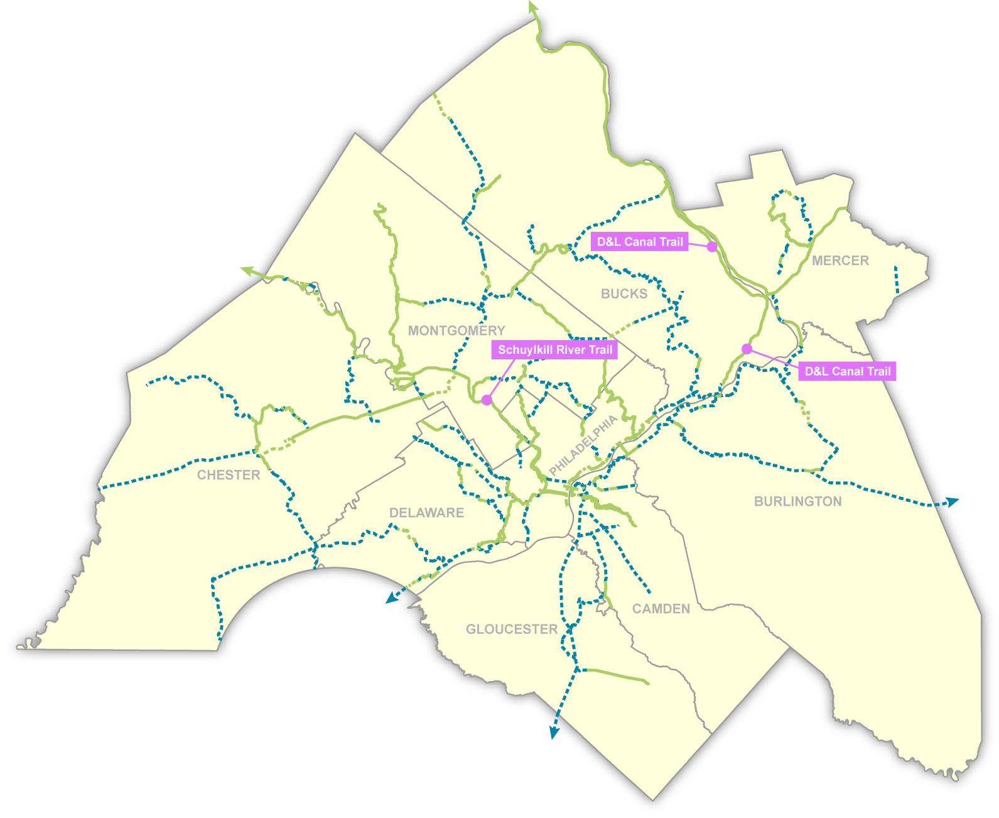 D&L Canal Trail
MERCER
BUCKS
MONTGOMERY
Schuylkill River Trail
D&L Canal Trail
PHILADELPHIA
CHESTER
BURLINGTON
DELAWARE
CAMDEN
GLOUCESTER